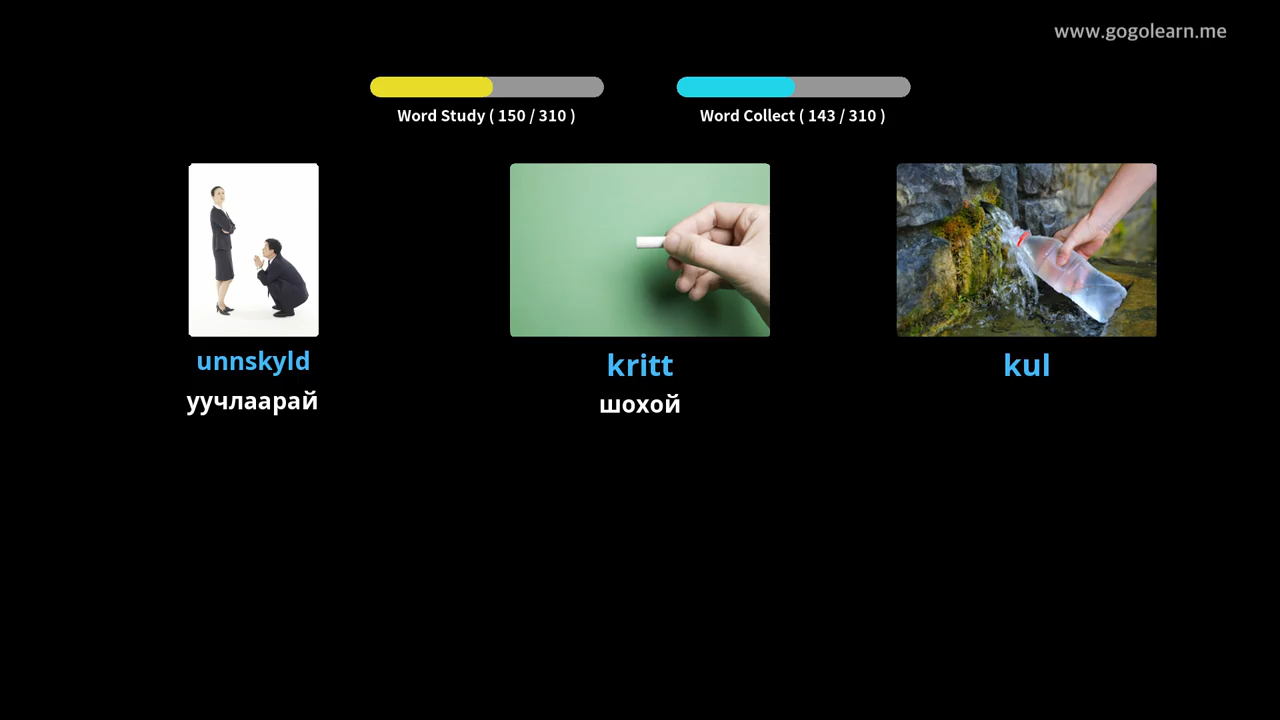 www.gogolearn.me
Word Study ( 150 / 310 )
Word Collect ( 143 / 310 )
unnskyld
уучлаарай
kritt
шохой
kul